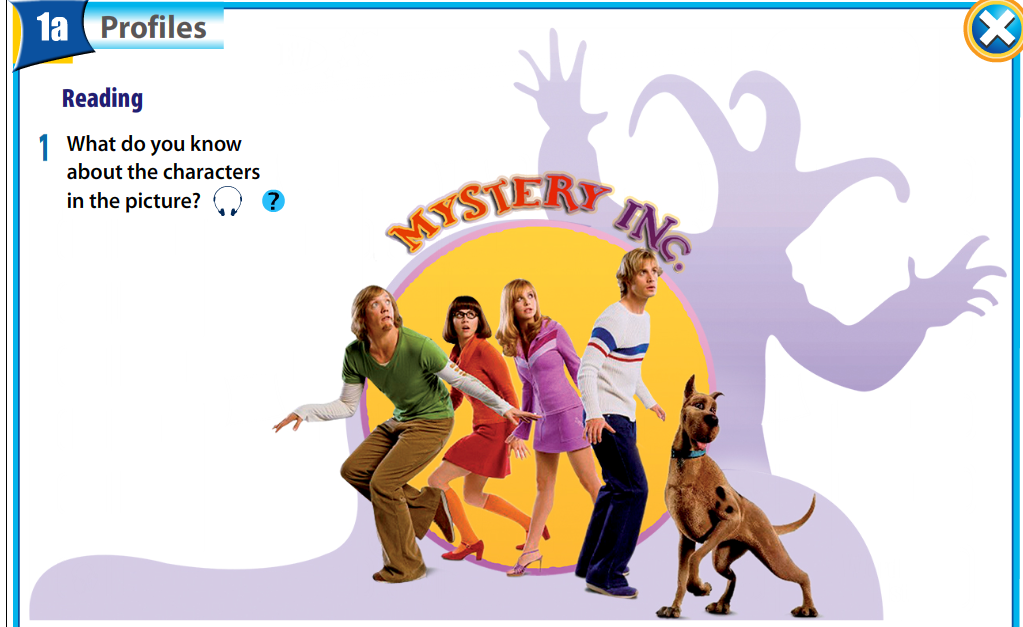 1a Profiles
Reading
1 What do you know
about the characters
in the picture? ?
MYSTERY INC.